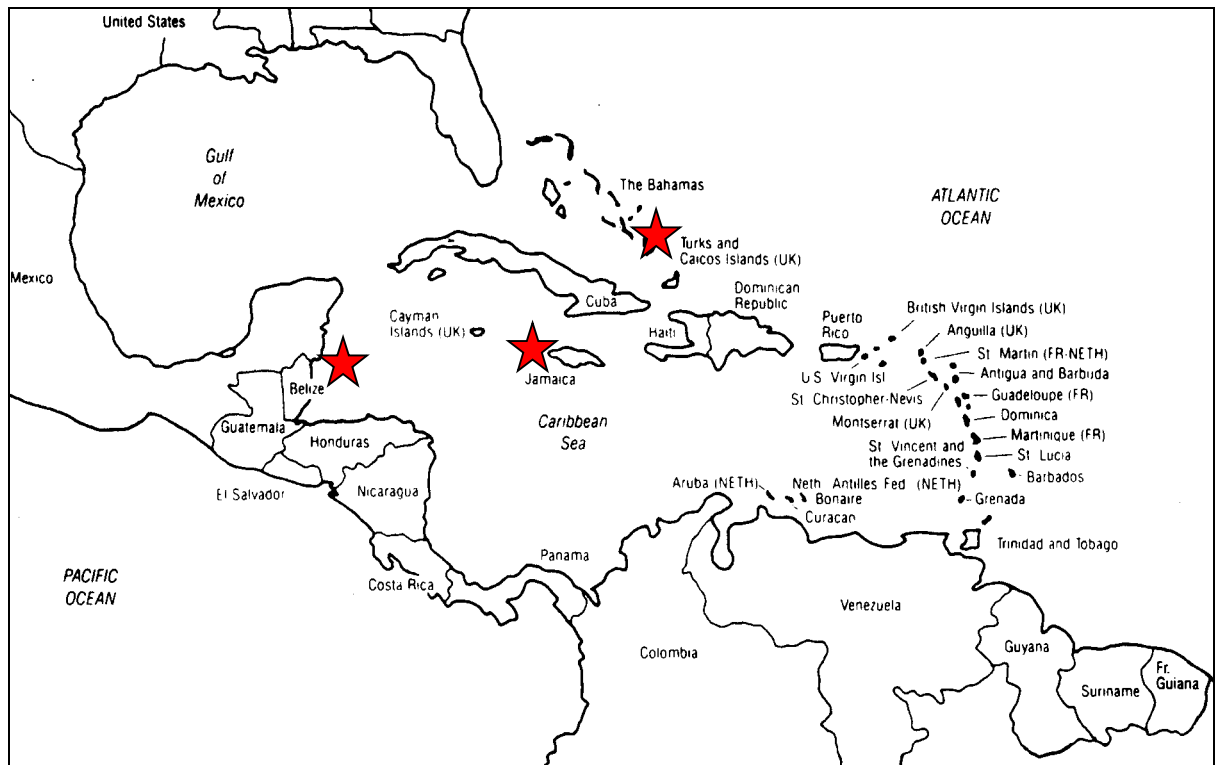 United States
Gulf
of
Mexico
The Bahamas
ATLANTIC
OCEAN
Turks and
Caicos Islands (UK)
Mexico
Cuba
Dominican
Republic
Cayman
Islands (UK)
Haiti
Puerto
Rico
British Virgin Islands (UK)
Anguilla (UK)
St Martin (FR-NETH)
U S Virgin Isl
Antigua and Barbuda
Belize
Jamaica
St Christopher-Nevis
Guadeloupe (FR)
Montserrat (UK)
Dominica
Guatemala
Honduras
Caribbean
Sea
Martinique (FR)
St Vincent and
the Grenadines
St Lucia
Barbados
El Salvador
Nicaragua
Aruba (NETH)
Neth Antilles Fed (NETH)
Bonaire
Curacan
Grenada
Trinidad and Tobago
Panama
Costa Rica
PACIFIC
OCEAN
Venezuela
Colombia
Guyana
Suriname
Fr.
Guiana